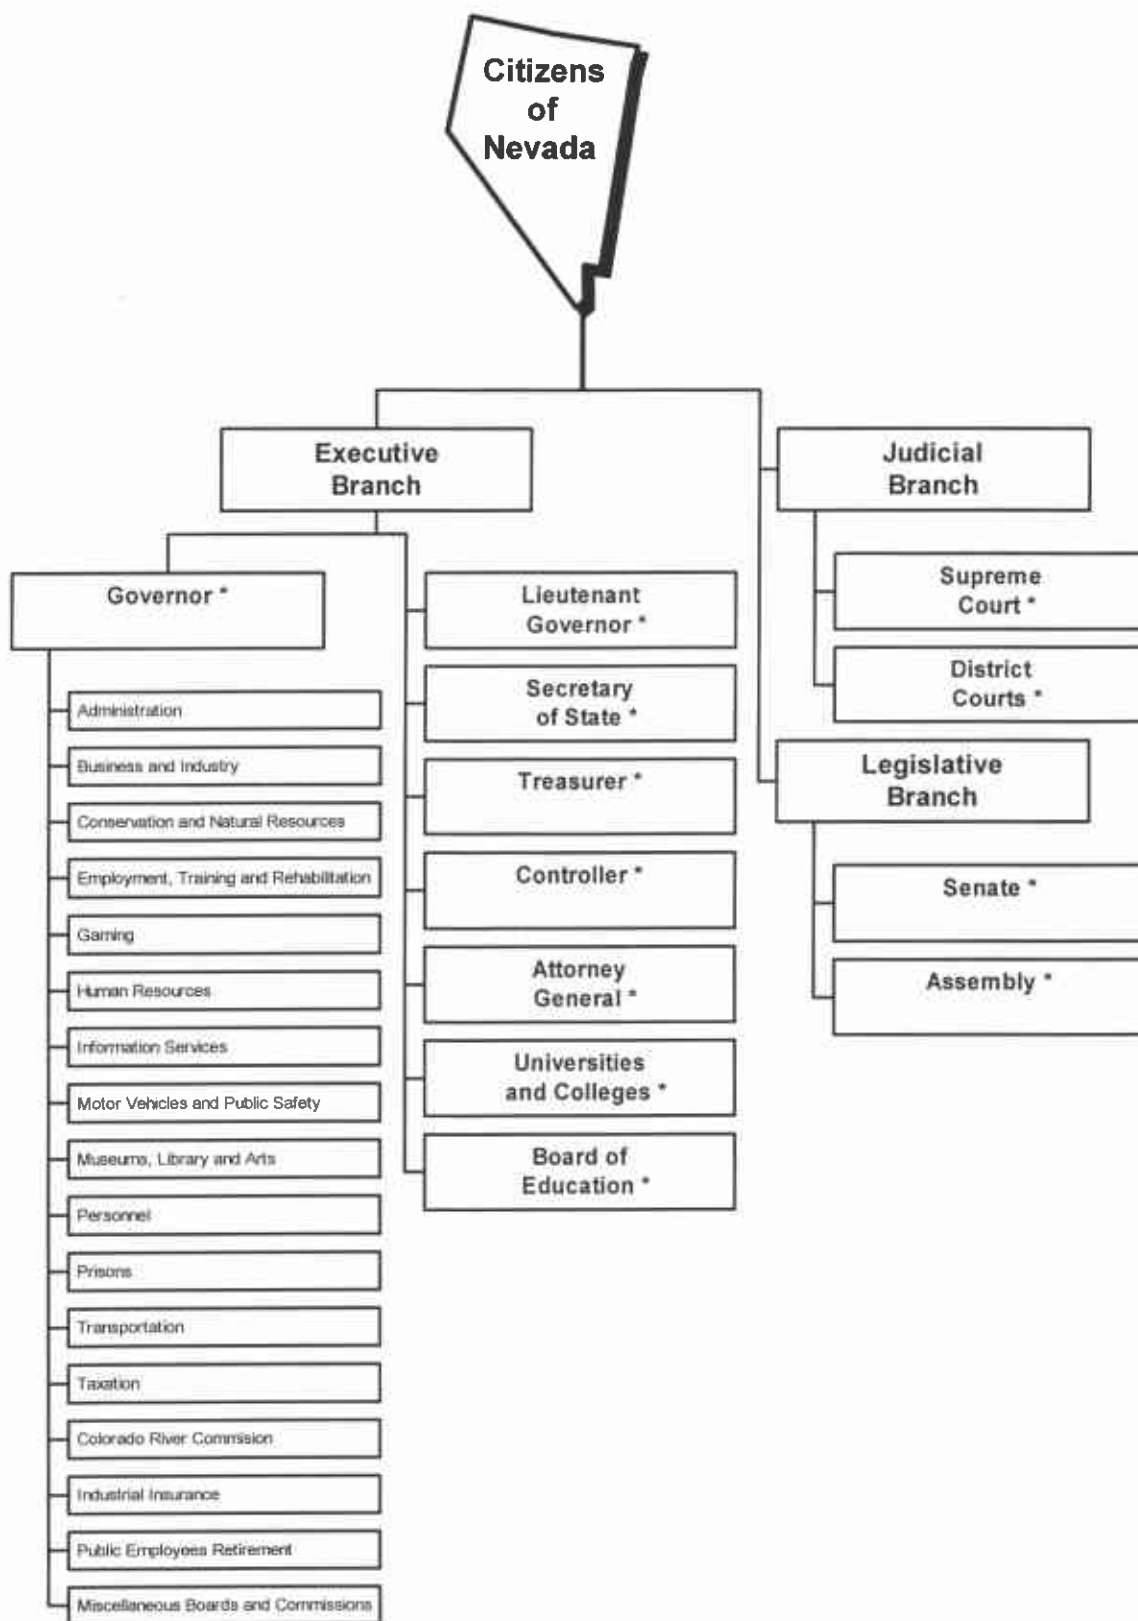 Citizens
of
Nevada
Executive
Branch
Governor *
Administration
Business and Industry
Conservation and Natural Resources
Employment, Training and Rehabilitation
Gaming
Human Resources
Information Services
Motor Vehicles and Public Safety
Museums, Library and Arts
Personnel
Prisons
Transportation
Taxation
Colorado River Commision
Industrial Insurance
Public Employees Retirement
Miscellaneous Boards and Commissions
Lieutenant
Governor *
Secretary
of State *
Treasurer *
Controller *
Attorney
General *
Universities
and Colleges *
Board of
Education *
Judicial
Branch
Supreme
Court *
District
Courts *
Legislative
Branch
Senate *
Assembly *